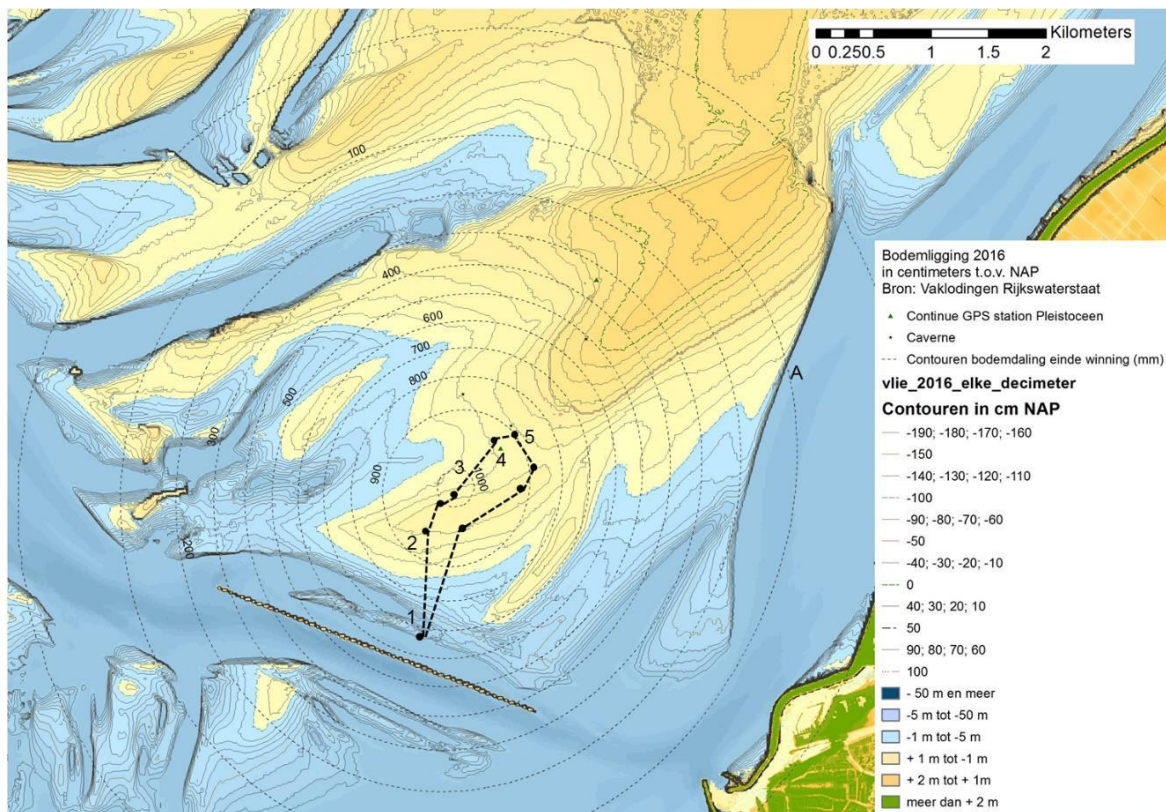 Kilometers
0 0.250.5 1 1.5 2
100
400
600
700
800
500
300
900
1000
200
1
2
3
4
5
A
Bodemligging 2016
in centimeters t.o.v. NAP
Bron: Vaklodingen Rijkswaterstaat
Continue GPS station Pleistoceen
Caverne
Contouren bodemdaling einde winning (mm)
vlie_2016_elke_decimeter
Contouren in cm NAP
-190; -180; -170; -160
-150
-140; -130; -120; -110
-100
-90; -80; -70; -60
-50
-40; -30; -20; -10
0
40; 30; 20; 10
50
90; 80; 70; 60
100
- 50 m en meer
-5 m tot -50 m
-1 m tot -5 m
+ 1 m tot -1 m
+ 2 m tot + 1m
meer dan + 2 m